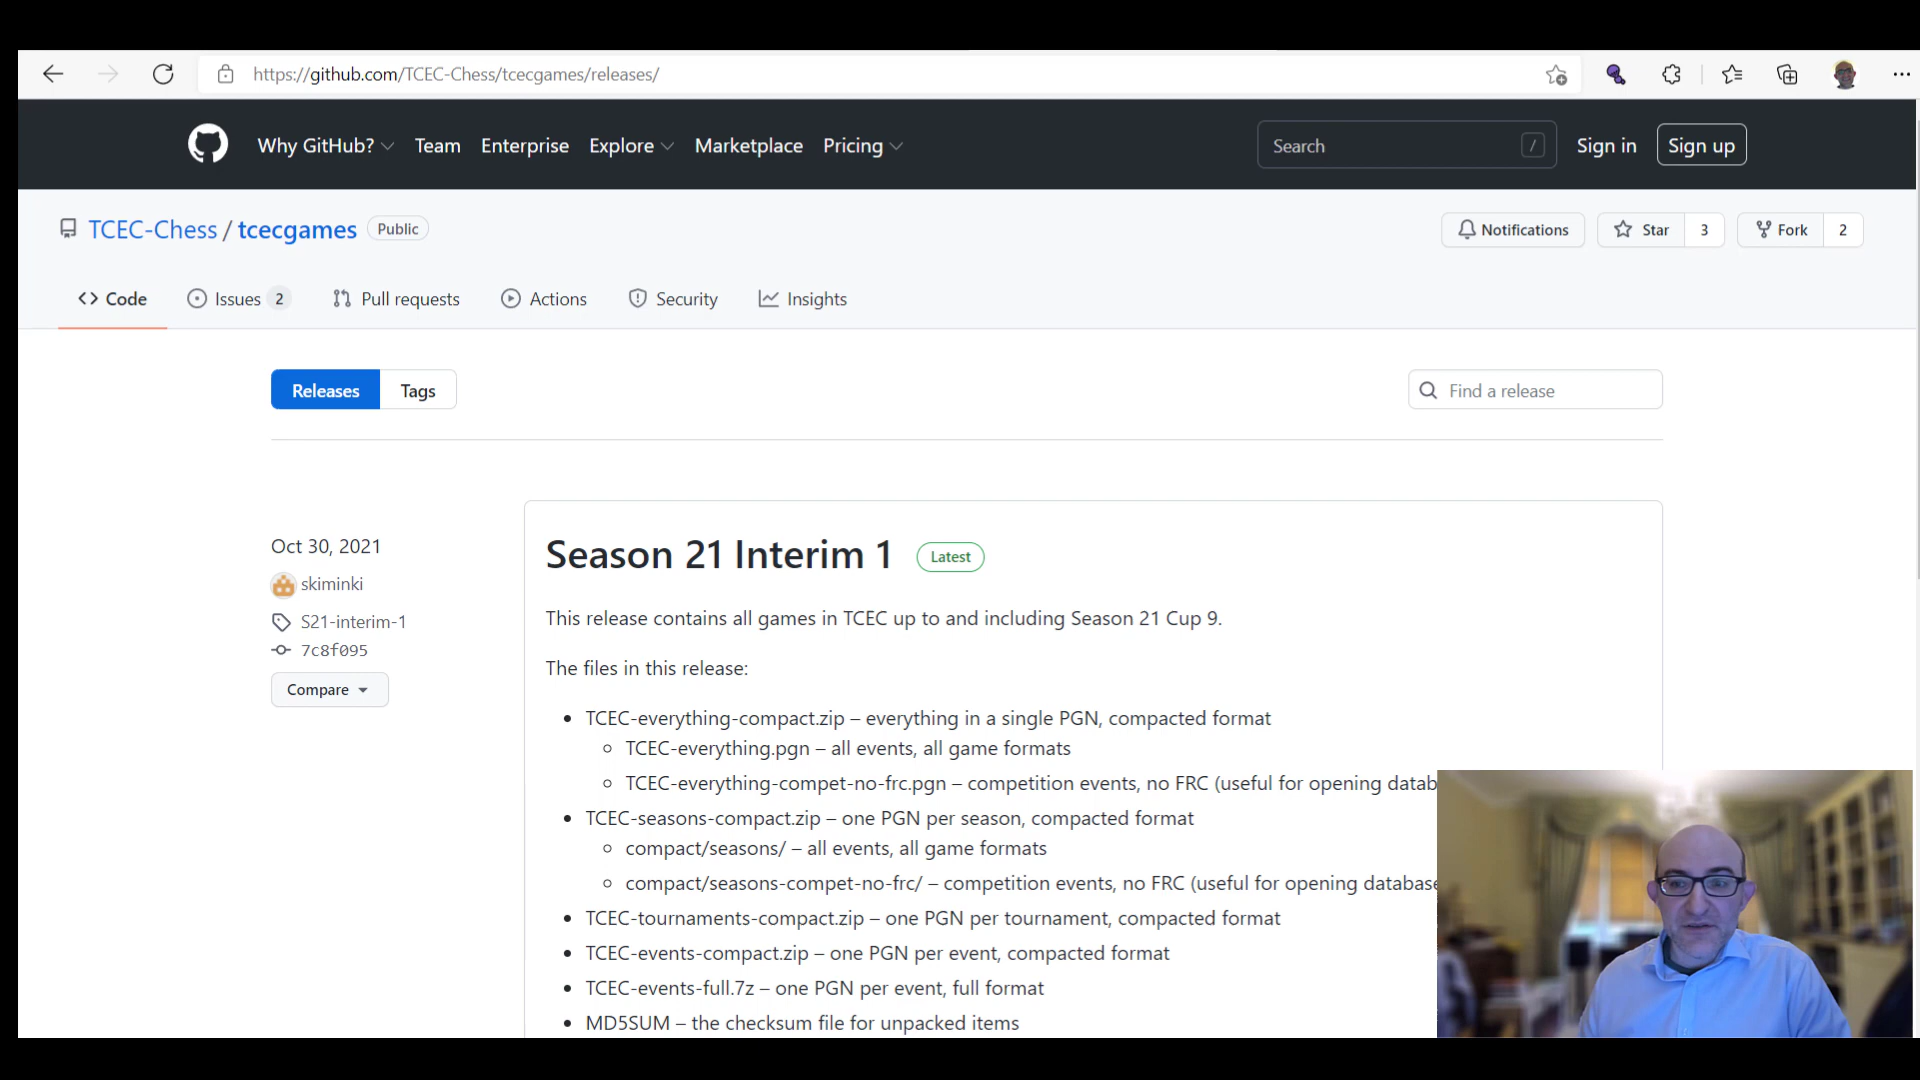 https://github.com/TCEC-Chess/tcecgames/releases/
Why GitHub? Team Enterprise Explore Marketplace Pricing Search / Sign in Sign up
TCEC-Chess / tcecgames Public Notifications Star 3 Fork 2
Code Issues 2 Pull requests Actions Security Insights
Releases Tags Find a release
Oct 30, 2021
skiminki
S21-interim-1
7c8f095
Compare
Season 21 Interim 1 Latest
This release contains all games in TCEC up to and including Season 21 Cup 9.
The files in this release:
• TCEC-everything-compact.zip – everything in a single PGN, compacted format
○ TCEC-everything.pgn – all events, all game formats
○ TCEC-everything-compet-no-frc.pgn – competition events, no FRC (useful for opening datab
• TCEC-seasons-compact.zip – one PGN per season, compacted format
○ compact/seasons/ – all events, all game formats
○ compact/seasons-compet-no-frc/ – competition events, no FRC (useful for opening database
• TCEC-tournaments-compact.zip – one PGN per tournament, compacted format
• TCEC-events-compact.zip – one PGN per event, compacted format
• TCEC-events-full.7z – one PGN per event, full format
• MD5SUM – the checksum file for unpacked items